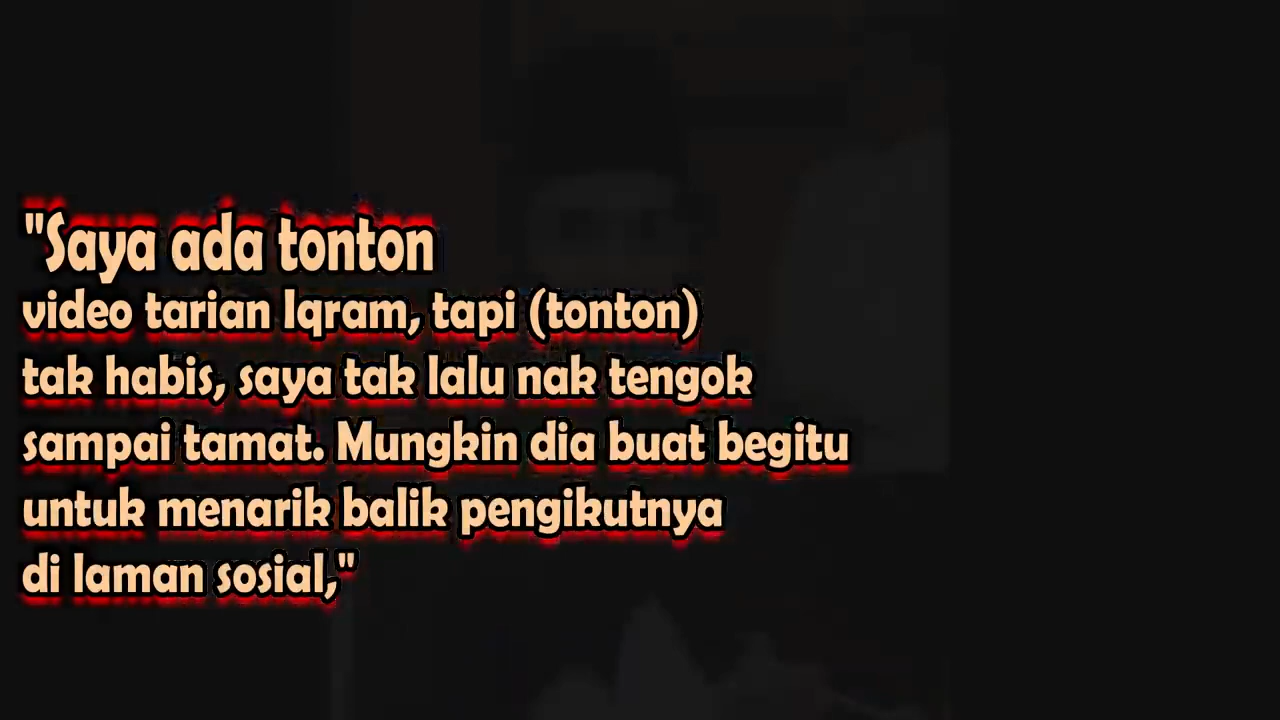 "Saya ada tonton
video tarian Iqram, tapi (tonton)
tak habis, saya tak lalu nak tengok
sampai tamat. Mungkin dia buat begitu
untuk menarik balik pengikutnya
di laman sosial,"